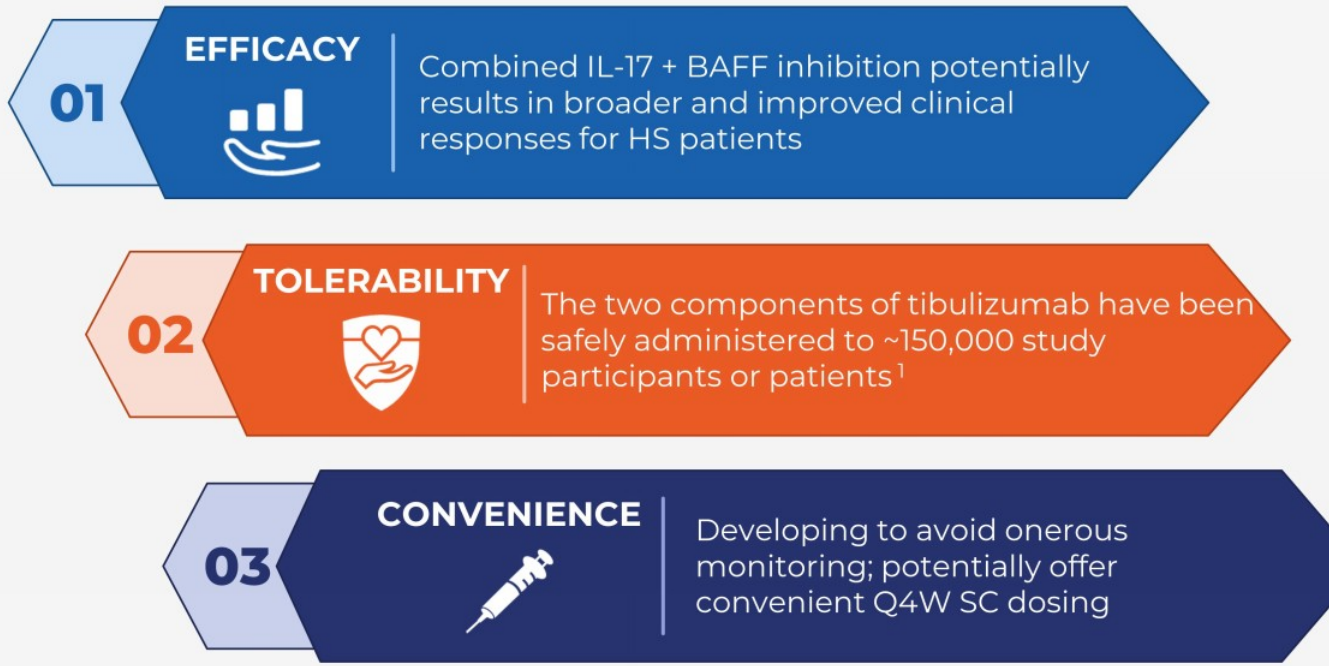 01
EFFICACY
Combined IL-17 + BAFF inhibition potentially
results in broader and improved clinical
responses for HS patients
02
TOLERABILITY
The two components of tibulizumab have been
safely administered to ~150,000 study
participants or patients¹
03
CONVENIENCE
Developing to avoid onerous
monitoring; potentially offer
convenient Q4W SC dosing